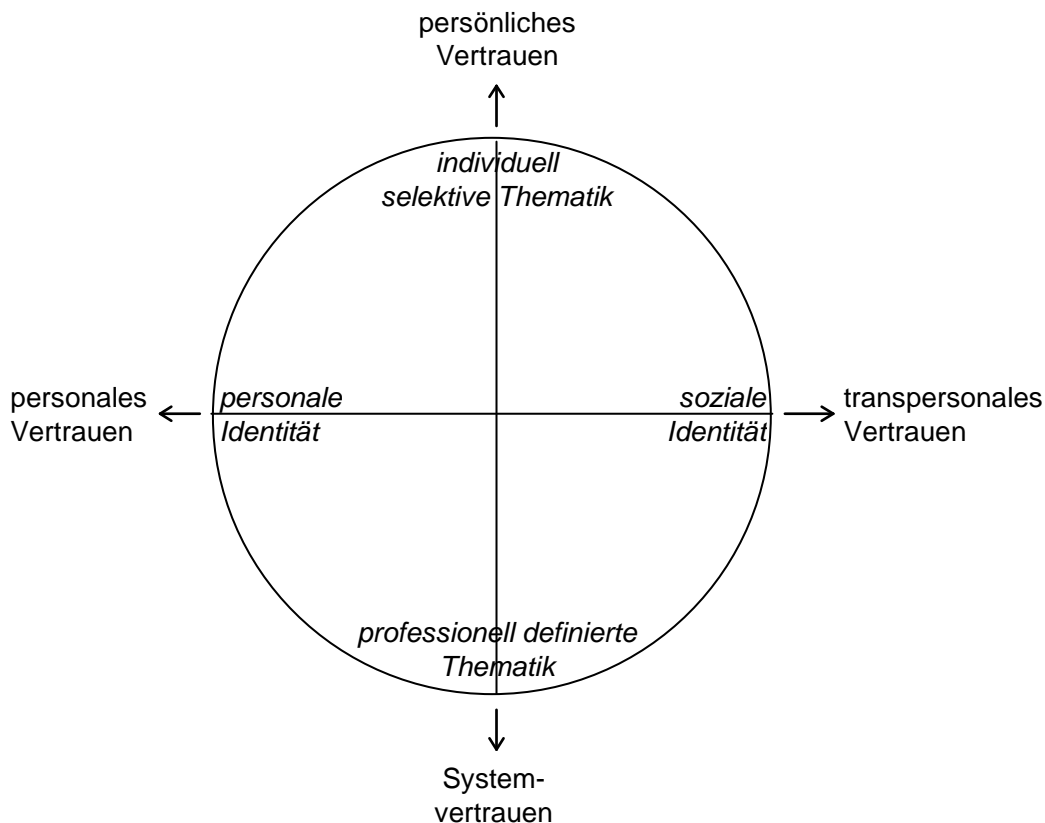 persönliches
Vertrauen
individuell
selektive Thematik
personales
Vertrauen
personale
Identität
soziale
Identität
transpersonales
Vertrauen
professionell definierte
Thematik
System-
vertrauen